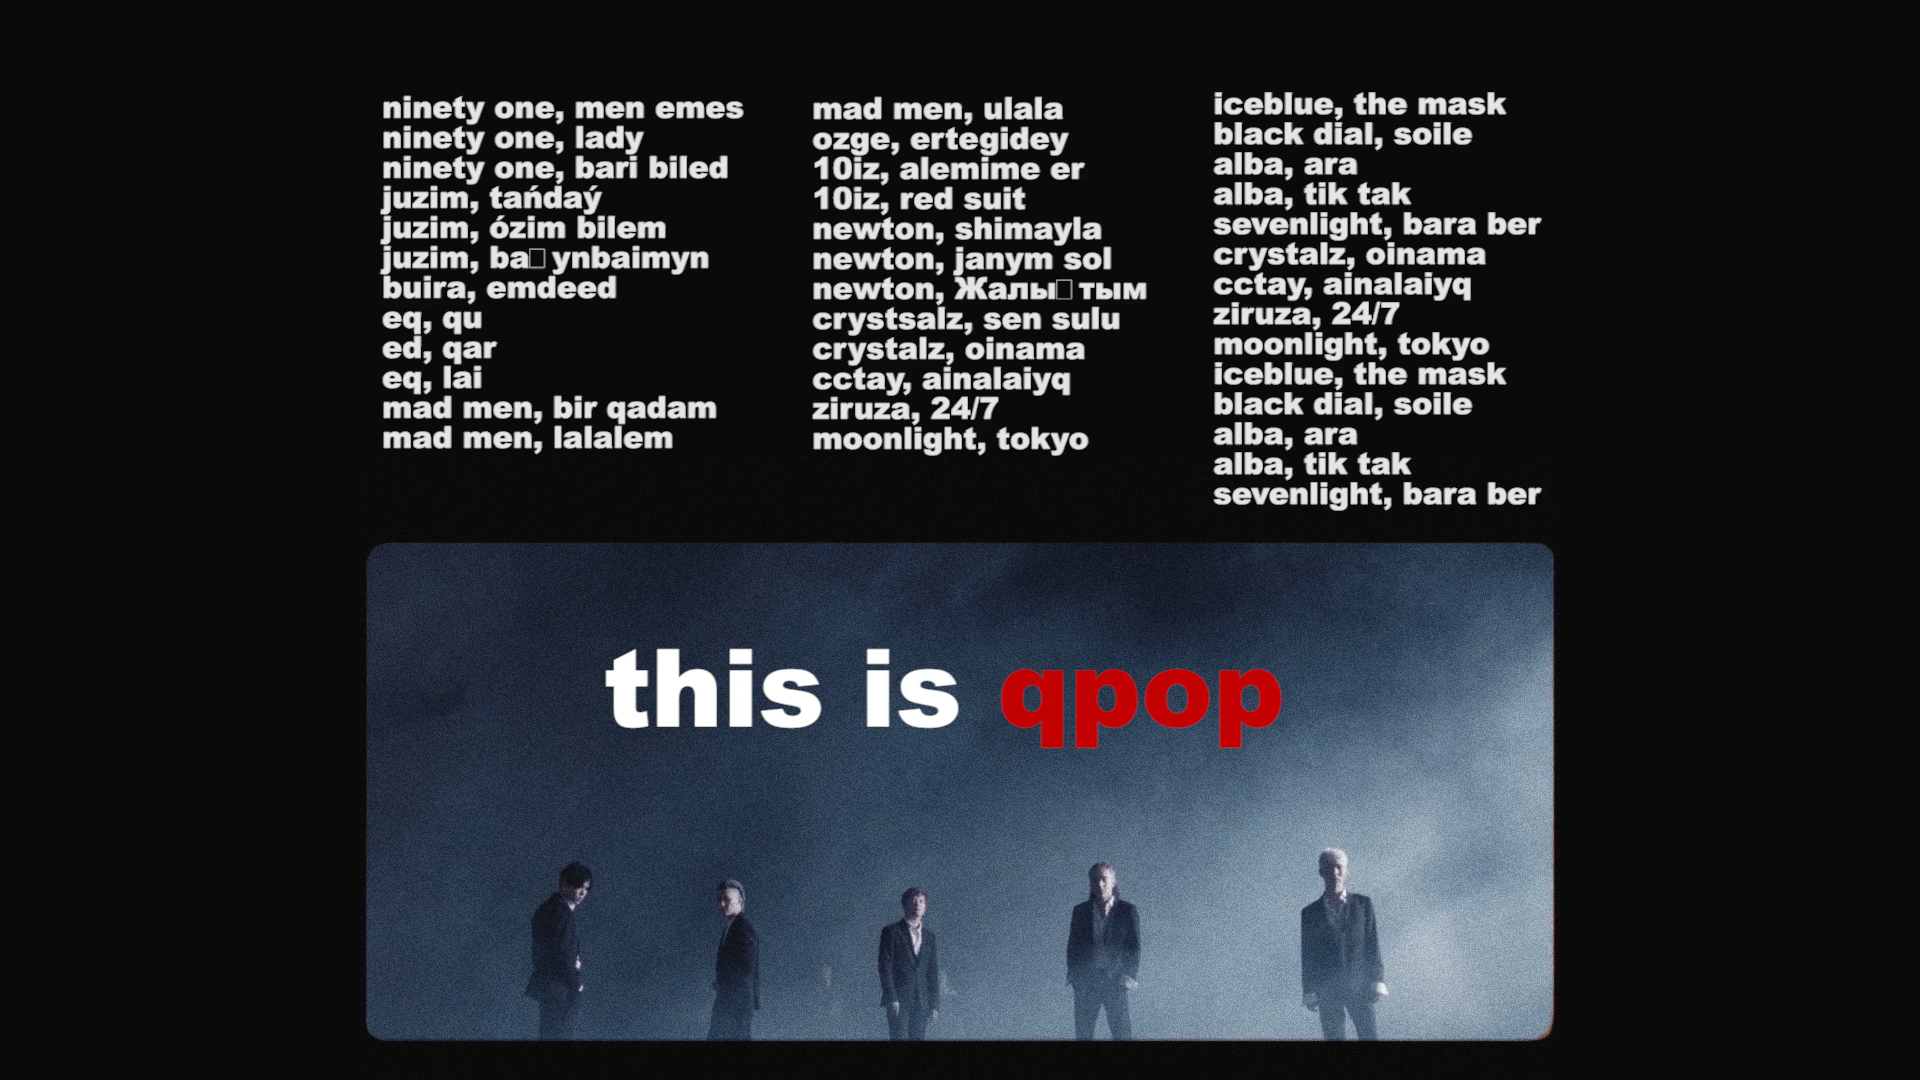 ninety one, men emes
ninety one, lady
ninety one, bari biled
juzim, tańdaý
juzim, ózim bilem
juzim, ba□ynbaimyn
buira, emdeed
eq, qu
ed, qar
eq, lai
mad men, bir qadam
mad men, lalalem
mad men, ulala
ozge, ertegidey
10iz, alemime er
10iz, red suit
newton, shimayla
newton, janym sol
newton, Жалы□тым
crystsalz, sen sulu
crystalz, oinama
cctay, ainalaiyq
ziruza, 24/7
moonlight, tokyo
iceblue, the mask
black dial, soile
alba, ara
alba, tik tak
sevenlight, bara ber
crystalz, oinama
cctay, ainalaiyq
ziruza, 24/7
moonlight, tokyo
iceblue, the mask
black dial, soile
alba, ara
alba, tik tak
sevenlight, bara ber
this is qpop